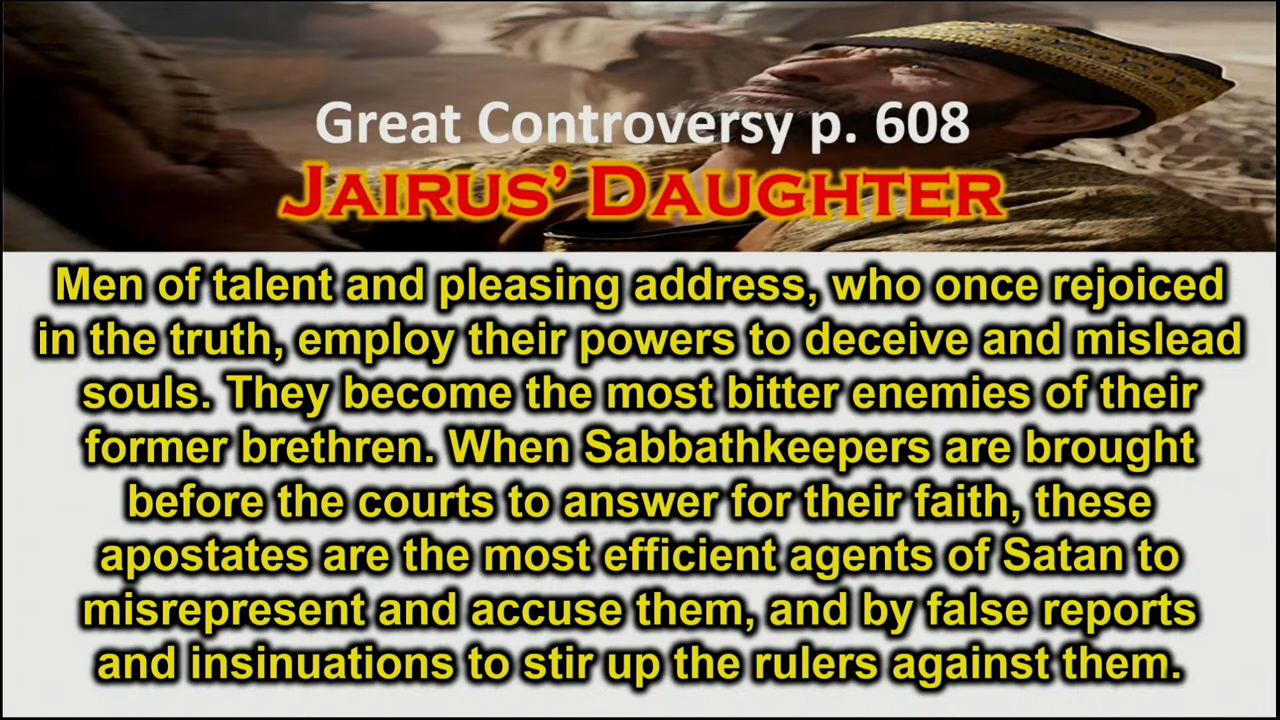 Great Controversy p. 608
JAIRUS' DAUGHTER
Men of talent and pleasing address, who once rejoiced
in the truth, employ their powers to deceive and mislead
souls. They become the most bitter enemies of their
former brethren. When Sabbathkeepers are brought
before the courts to answer for their faith, these
apostates are the most efficient agents of Satan to
misrepresent and accuse them, and by false reports
and insinuations to stir up the rulers against them.